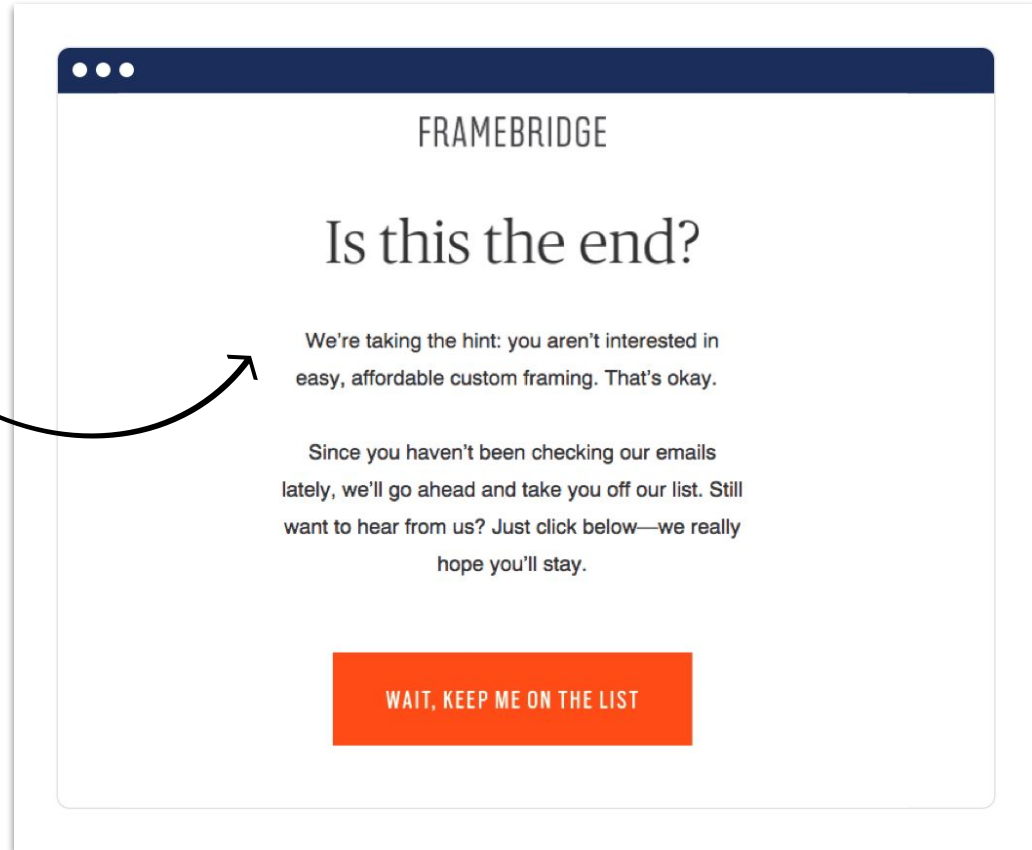 FRAMEBRIDGE
Is this the end?
We’re taking the hint: you aren’t interested in
easy, affordable custom framing. That’s okay.
Since you haven’t been checking our emails
lately, we’ll go ahead and take you off our list. Still
want to hear from us? Just click below—we really
hope you’ll stay.
WAIT, KEEP ME ON THE LIST